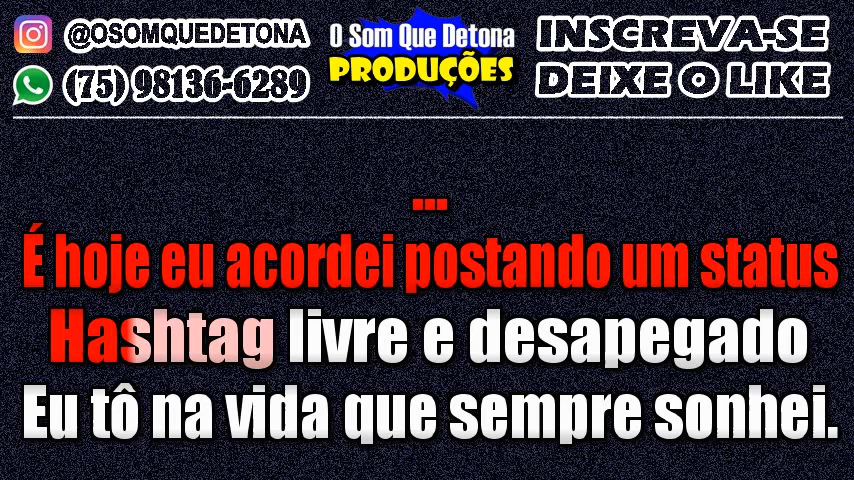 @OSOMQUEDETONA
(75) 98136-6289
O Som Que Detona
PRODUÇÕES
INSCREVA-SE
DEIXE O LIKE
...
É hoje eu acordei postando um status
Hashtag livre e desapegado
Eu tô na vida que sempre sonhei.